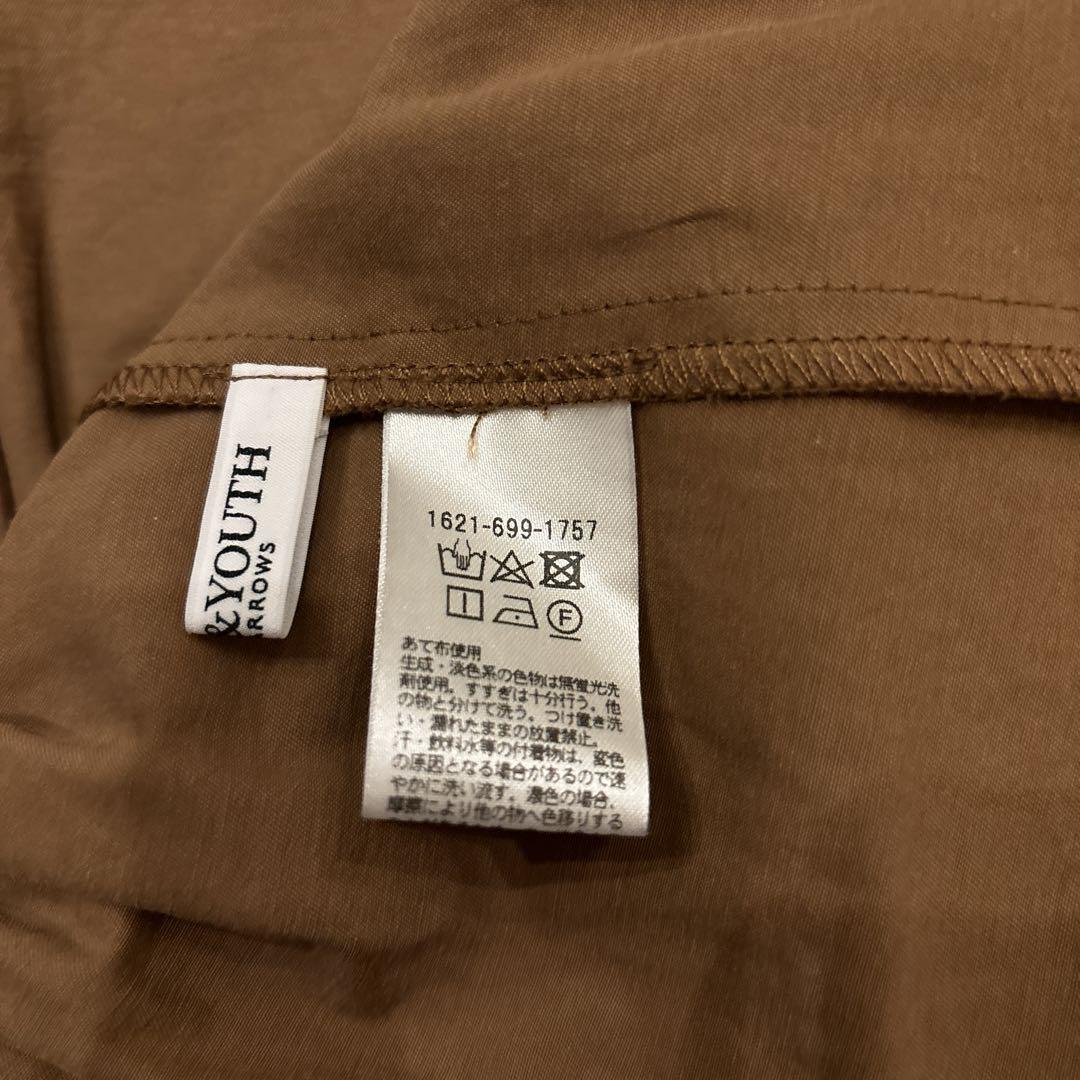 &YOUTH
ARROWS
1621-699-1757
F
あて布使用
生成・淡色系の色物は無蛍光洗
剤使用。すすぎは十分行う。他
の物と分けて洗う。つけ置き洗
い・濡れたままの放置禁止。
汗・飲料水等の付着物は、変色
の原因となる場合があるので速
やかに洗い流す。濃色の場合、
摩擦により他の物へ色移りする